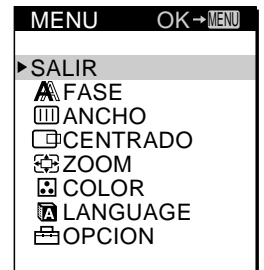 MENU OK→MENU
SALIR
FASE
ANCHO
CENTRADO
ZOOM
COLOR
LANGUAGE
OPCION